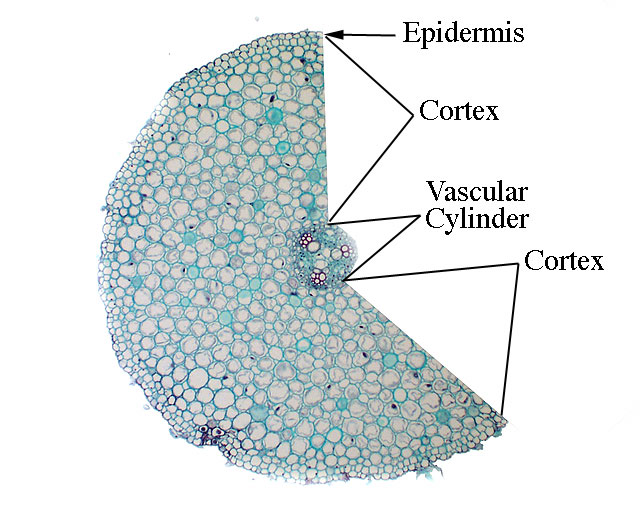 Epidermis
Cortex
Vascular
Cylinder
Cortex